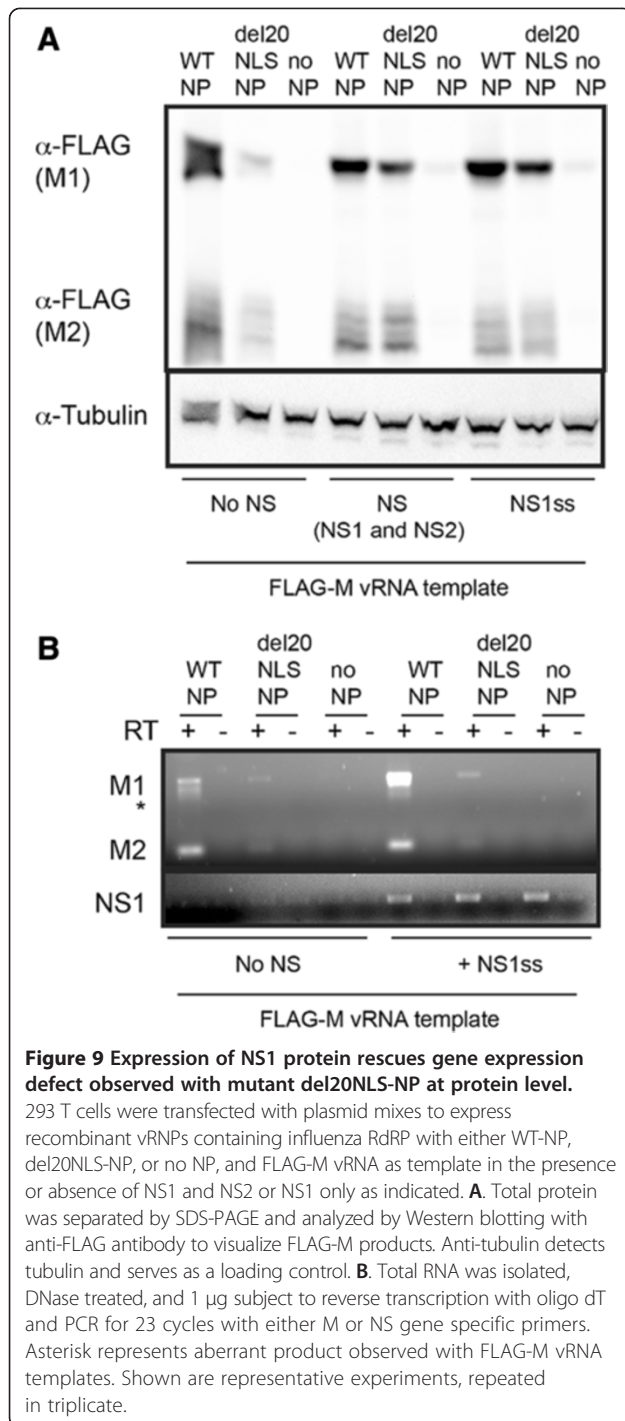 A
WT NP
del20 NLS NP
no NP
WT NP
del20 NLS NP
no NP
WT NP
del20 NLS NP
no NP
α-FLAG
(M1)
α-FLAG
(M2)
α-Tubulin
No NS
NS
(NS1 and NS2)
NS1ss
FLAG-M vRNA template
B
WT NP
del20 NLS NP
no NP
WT NP
del20 NLS NP
no NP
RT + - + - + - + - + - + -
M1
*
M2
NS1
No NS
+ NS1ss
FLAG-M vRNA template
Figure 9 Expression of NS1 protein rescues gene expression
defect observed with mutant del20NLS-NP at protein level.
293 T cells were transfected with plasmid mixes to express
recombinant vRNPs containing influenza RdRP with either WT-NP,
del20NLS-NP, or no NP, and FLAG-M vRNA as template in the presence
or absence of NS1 and NS2 or NS1 only as indicated. A. Total protein
was separated by SDS-PAGE and analyzed by Western blotting with
anti-FLAG antibody to visualize FLAG-M products. Anti-tubulin detects
tubulin and serves as a loading control. B. Total RNA was isolated,
DNase treated, and 1 μg subject to reverse transcription with oligo dT
and PCR for 23 cycles with either M or NS gene specific primers.
Asterisk represents aberrant product observed with FLAG-M vRNA
templates. Shown are representative experiments, repeated
in triplicate.